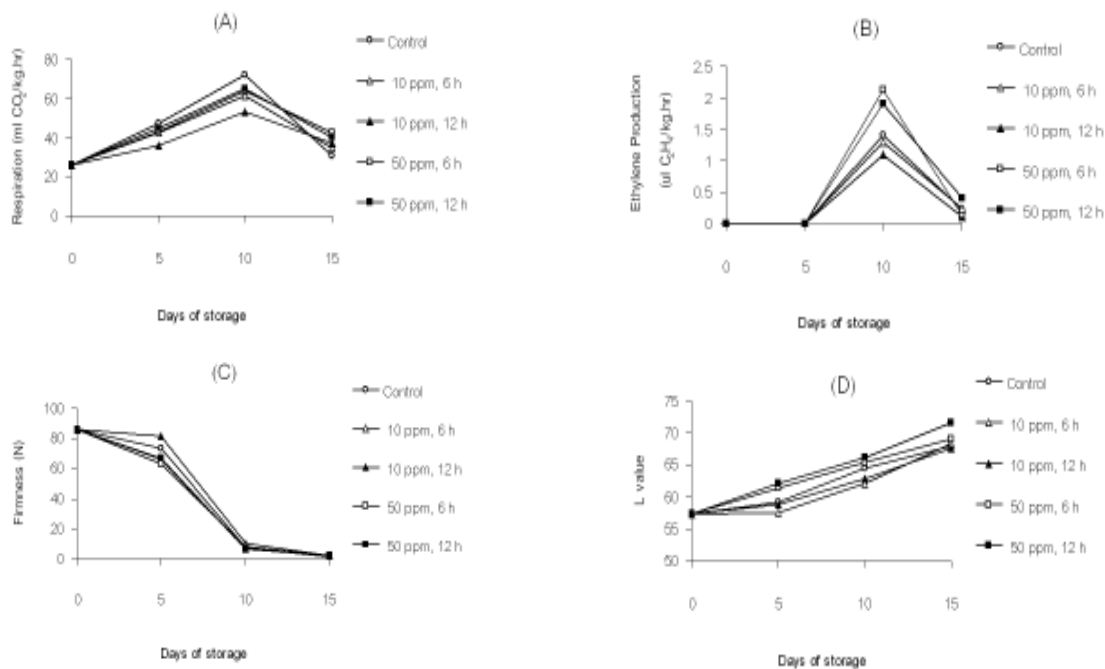 (A)
Respiration (ml CO₂/kg.hr)
80
60
40
20
0
0 5 10 15
Days of storage
Control
10 ppm, 6 h
10 ppm, 12 h
50 ppm, 6 h
50 ppm, 12 h
(B)
Ethylene Production
(ul C₂H₄/kg.hr)
2.5
2
1.5
1
0.5
0
0 5 10 15
Days of storage
Control
10 ppm, 6 h
10 ppm, 12 h
50 ppm, 6 h
50 ppm, 12 h
(C)
Firmness (N)
100
80
60
40
20
0
0 5 10 15
Days of storage
Control
10 ppm, 6 h
10 ppm, 12 h
50 ppm, 6 h
50 ppm, 12 h
(D)
L value
75
70
65
60
55
50
0 5 10 15
Days of storage
Control
10 ppm, 6 h
10 ppm, 12 h
50 ppm, 6 h
50 ppm, 12 h